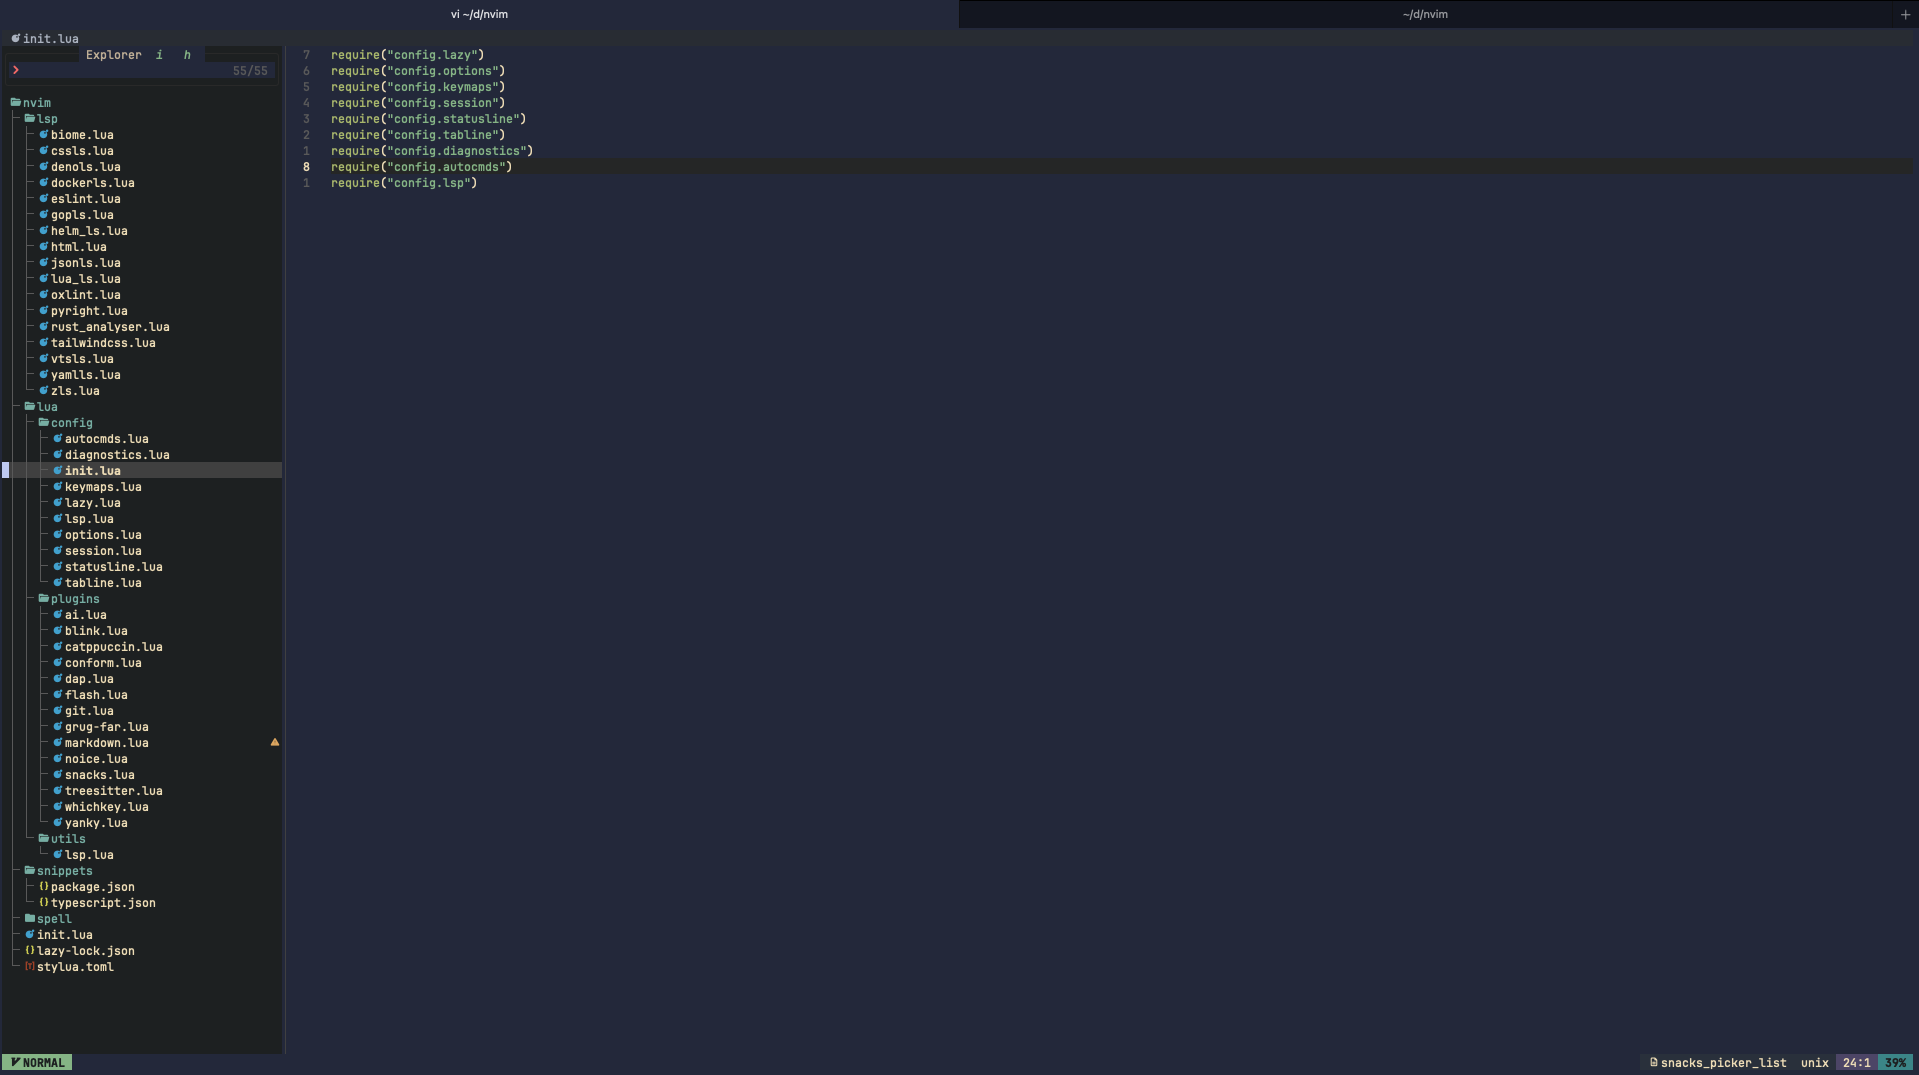 vi ~/d/nvim
~/d/nvim
+
init.lua
Explorer i h
> 55/55
nvim
lsp
biome.lua
cssls.lua
denols.lua
dockerls.lua
eslint.lua
gopls.lua
helm_ls.lua
html.lua
jsonls.lua
lua_ls.lua
oxlint.lua
pyright.lua
rust_analyser.lua
tailwindcss.lua
vtsls.lua
yamlls.lua
zls.lua
lua
config
autocmds.lua
diagnostics.lua
init.lua
keymaps.lua
lazy.lua
lsp.lua
options.lua
session.lua
statusline.lua
tabline.lua
plugins
ai.lua
blink.lua
catppuccin.lua
conform.lua
dap.lua
flash.lua
git.lua
grug-far.lua
markdown.lua
noice.lua
snacks.lua
treesitter.lua
whichkey.lua
yanky.lua
utils
lsp.lua
snippets
{} package.json
{} typescript.json
spell
init.lua
{} lazy-lock.json
[T] stylua.toml
7 require("config.lazy")
6 require("config.options")
5 require("config.keymaps")
4 require("config.session")
3 require("config.statusline")
2 require("config.tabline")
1 require("config.diagnostics")
8 require("config.autocmds")
1 require("config.lsp")
NORMAL
snacks_picker_list unix 24:1 39%